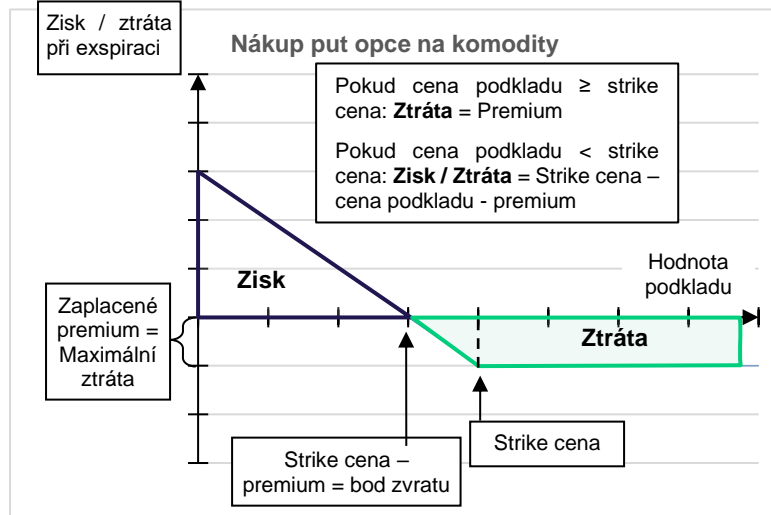 Zisk / ztráta
při exspiraci
Nákup put opce na komodity
Pokud cena podkladu ≥ strike
cena: Ztráta = Premium
Pokud cena podkladu < strike
cena: Zisk / Ztráta = Strike cena –
cena podkladu - premium
Zisk
Hodnota
podkladu
Zaplacené
premium =
Maximální
ztráta
Ztráta
Strike cena
Strike cena –
premium = bod zvratu